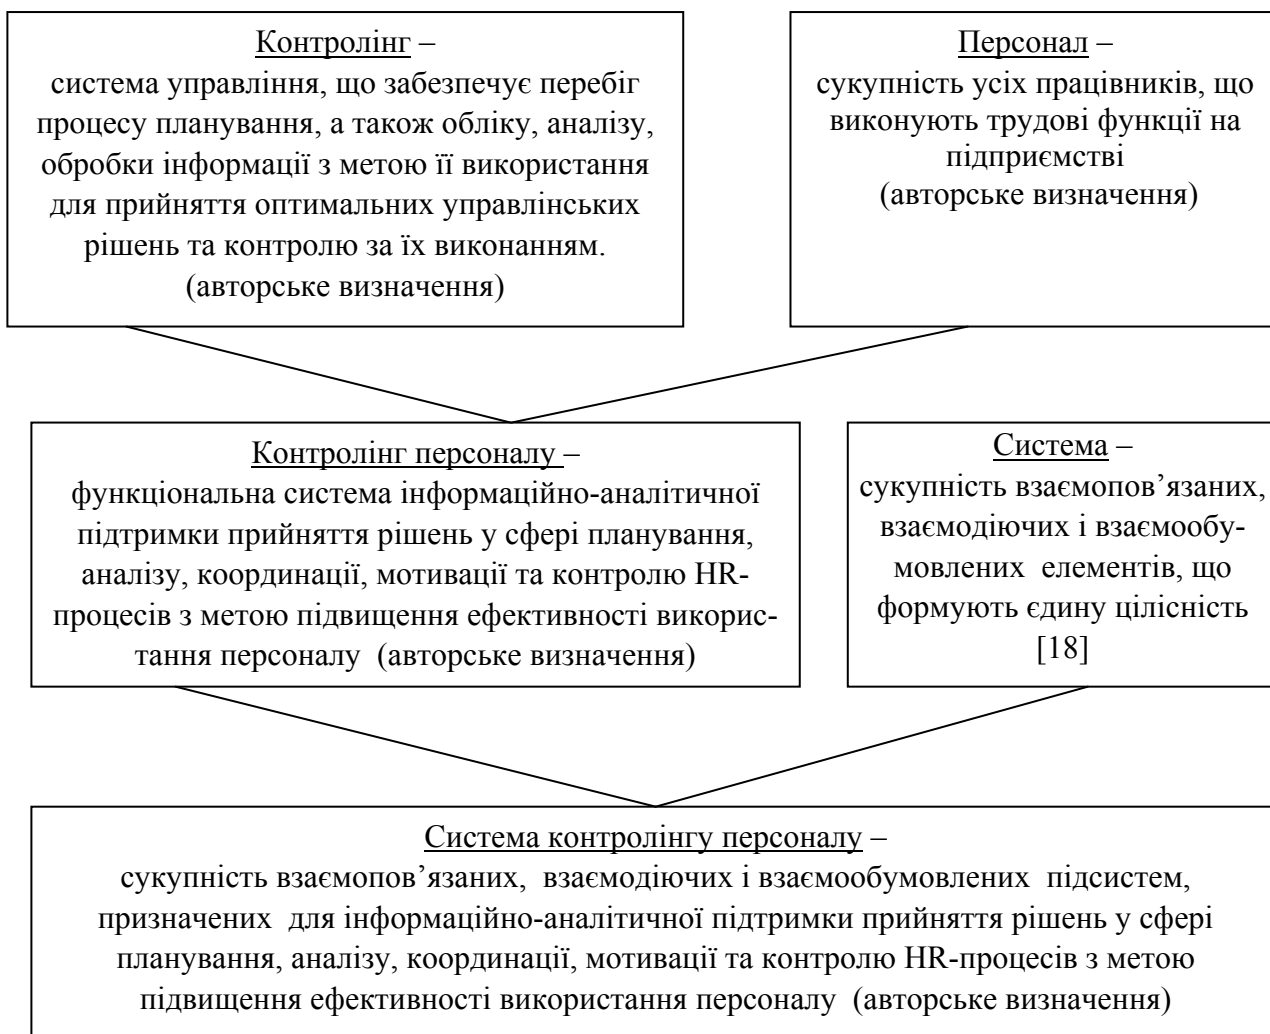 Контролінг –
система управління, що забезпечує перебіг
процесу планування, а також обліку, аналізу,
обробки інформації з метою її використання
для прийняття оптимальних управлінських
рішень та контролю за їх виконанням.
(авторське визначення)
Персонал –
сукупність усіх працівників, що
виконують трудові функції на
підприємстві
(авторське визначення)
Контролінг персоналу –
функціональна система інформаційно-аналітичної
підтримки прийняття рішень у сфері планування,
аналізу, координації, мотивації та контролю HR-
процесів з метою підвищення ефективності викорис-
тання персоналу (авторське визначення)
Система –
сукупність взаємопов’язаних,
взаємодіючих і взаємообу-
мовлених елементів, що
формують єдину цілісність
[18]
Система контролінгу персоналу –
сукупність взаємопов’язаних, взаємодіючих і взаємообумовлених підсистем,
призначених для інформаційно-аналітичної підтримки прийняття рішень у сфері
планування, аналізу, координації, мотивації та контролю HR-процесів з метою
підвищення ефективності використання персоналу (авторське визначення)